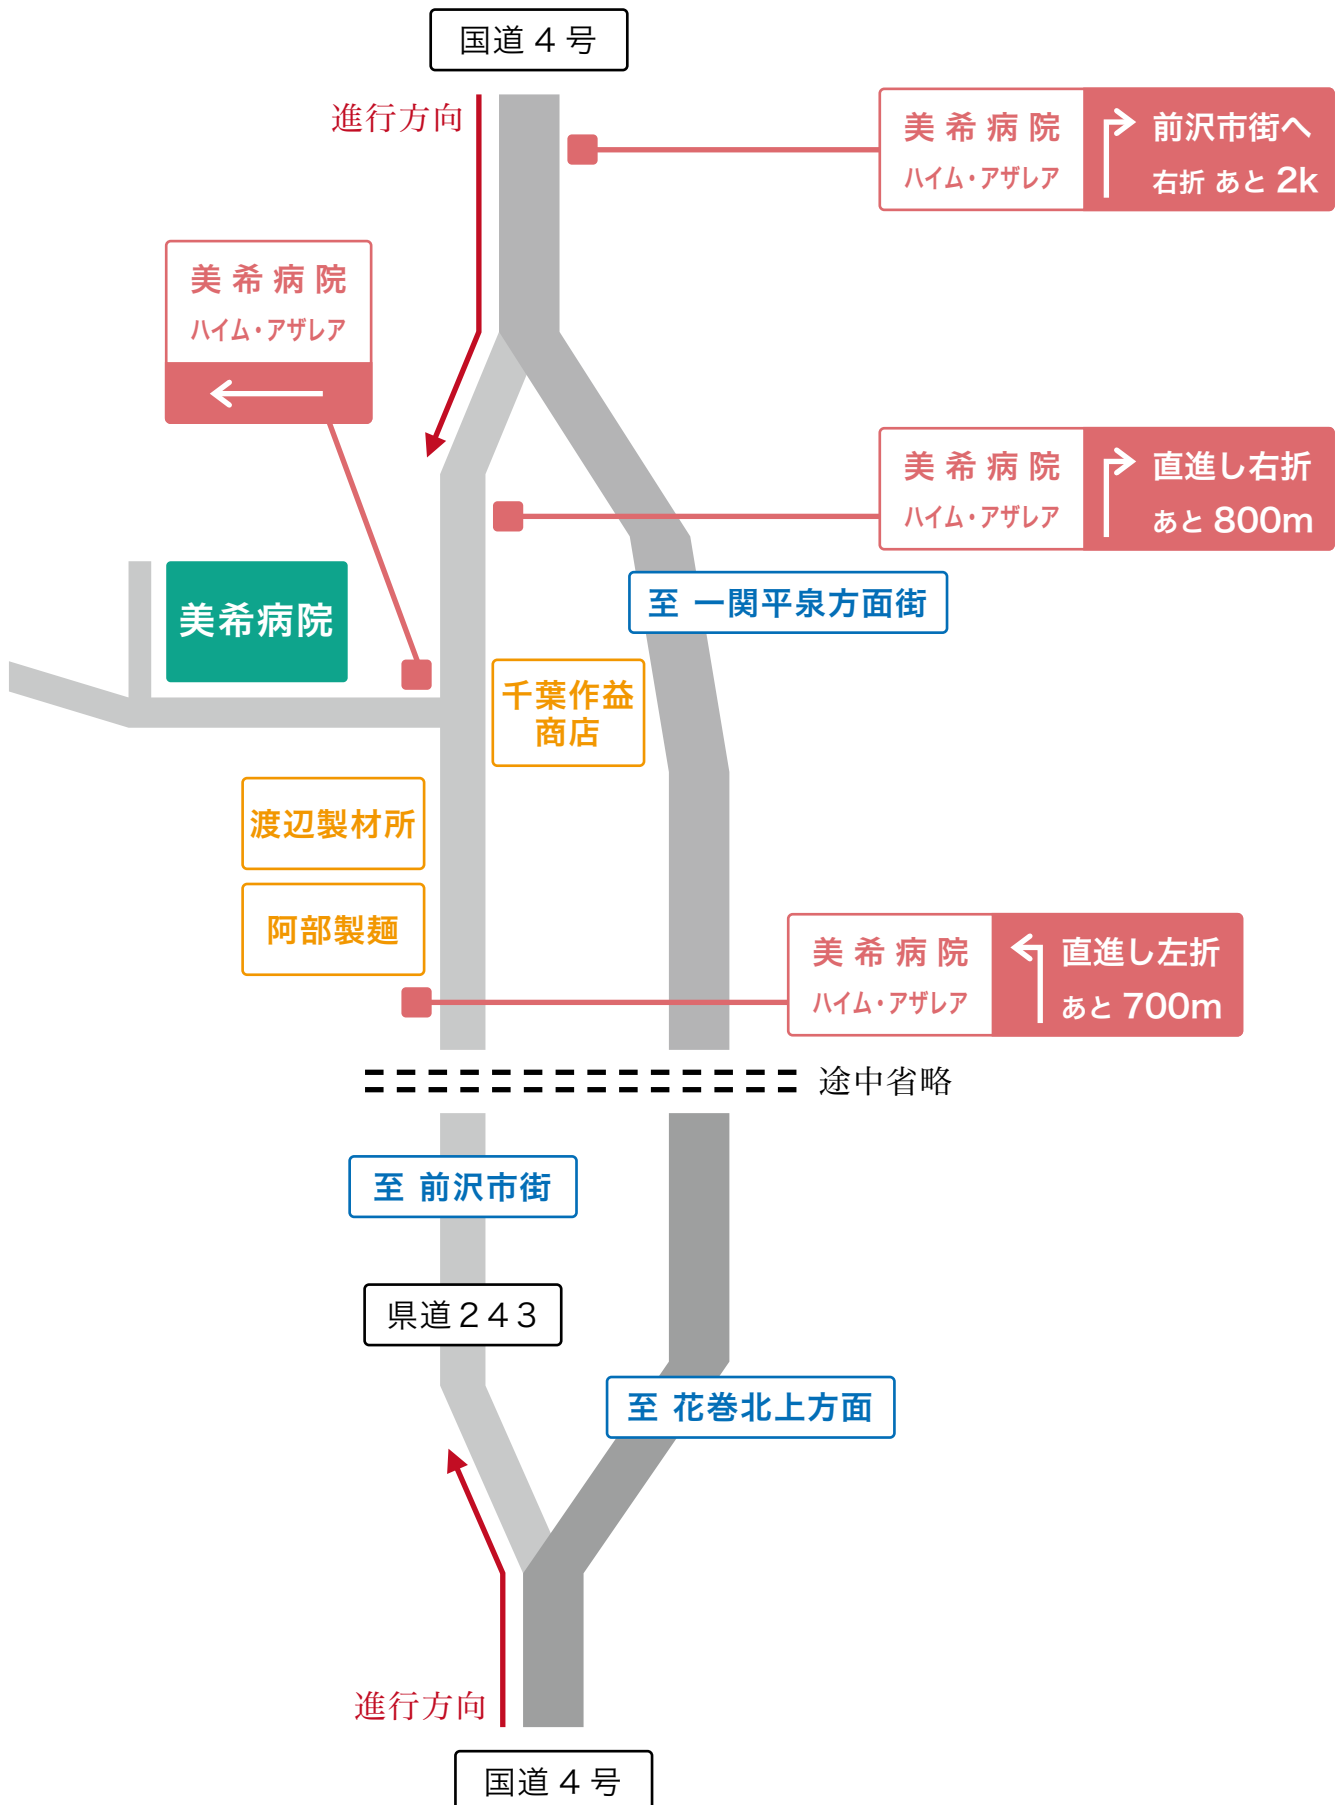 国道4号
進行方向
美希病院
ハイム・アザレア
前沢市街へ
右折 あと 2k
美希病院
ハイム・アザレア
美希病院
ハイム・アザレア
直進し右折
あと 800m
美希病院
至 一関平泉方面街
千葉作益
商店
渡辺製材所
阿部製麺
美希病院
ハイム・アザレア
直進し左折
あと 700m
途中省略
至 前沢市街
県道243
至 花巻北上方面
進行方向
国道4号